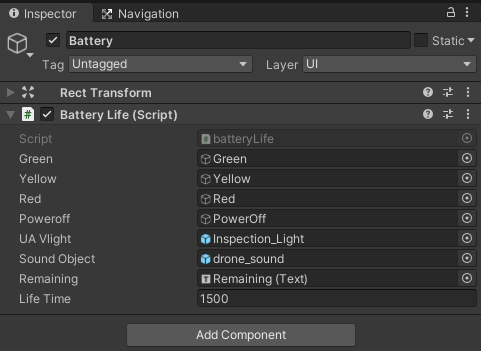 Inspector Navigation
Battery Static
Tag Untagged Layer UI
Rect Transform
# Battery Life (Script)
Script batteryLife
Green Green
Yellow Yellow
Red Red
Poweroff PowerOff
UA Vlight Inspection_Light
Sound Object drone_sound
Remaining Remaining (Text)
Life Time 1500
Add Component